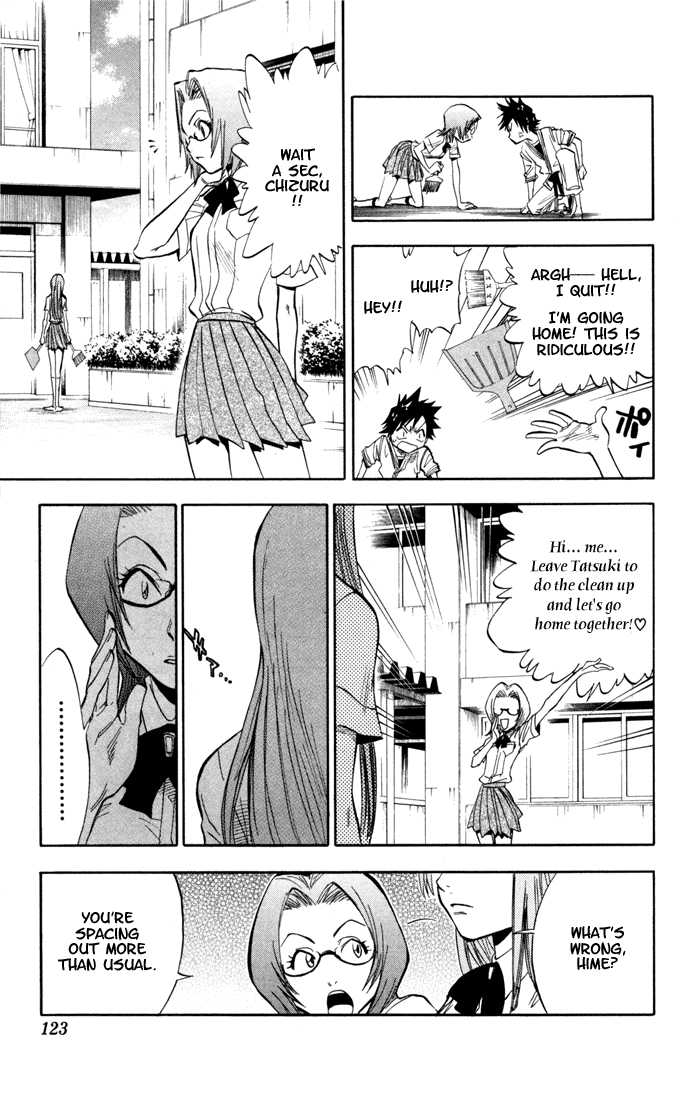 ARGH— HELL,
I QUIT!!
I'M GOING
HOME! THIS IS
RIDICULOUS!!
HUH!?
HEY!!
ポイ
WAIT
A SEC,
CHIZURU
!!
Hi... me...
Leave Tatsuki to
do the clean up
and let's go
home together!♡
..........
WHAT'S
WRONG,
HIME?
YOU'RE
SPACING
OUT MORE
THAN USUAL.
123